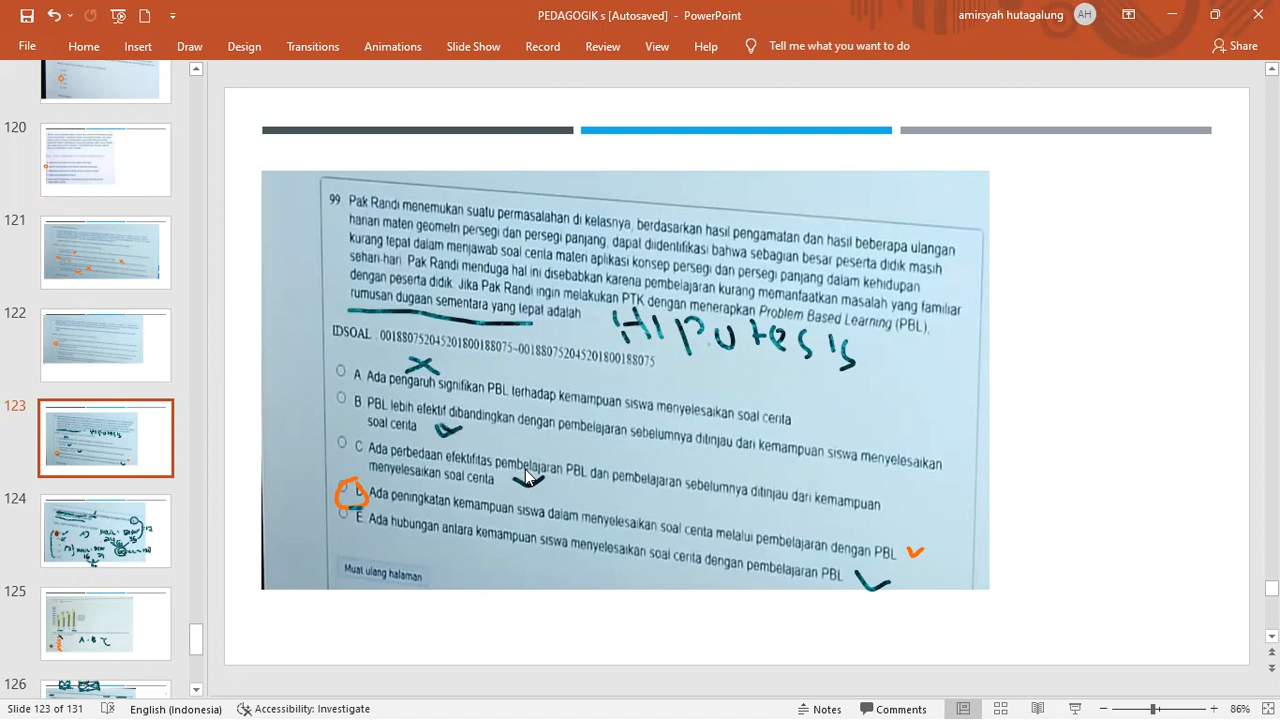 PEDAGOGIK s [Autosaved] - PowerPoint
amirsyah hutagalung AH
File Home Insert Draw Design Transitions Animations Slide Show Record Review View Help Tell me what you want to do Share
120
121
122
123
124
125
126
99 Pak Randi menemukan suatu permasalahan di kelasnya, berdasarkan hasil pengamatan dan hasil beberapa ulangan
harian materi geometri persegi dan persegi panjang, dapat diidentifikasi bahwa sebagian besar peserta didik masih
kurang tepat dalam menjawab soal cerita materi aplikasi konsep persegi dan persegi panjang dalam kehidupan
sehari-hari. Pak Randi menduga hal ini disebabkan karena pembelajaran kurang memanfaatkan masalah yang familiar
dengan peserta didik. Jika Pak Randi ingin melakukan PTK dengan menerapkan Problem Based Learning (PBL),
rumusan dugaan sementara yang tepat adalah
Hiputesis
IDSOAL 001880752045201800188075~001880752045201800188075
A Ada pengaruh signifikan PBL terhadap kemampuan siswa menyelesaikan soal cerita
B PBL lebih efektif dibandingkan dengan pembelajaran sebelumnya ditinjau dari kemampuan siswa menyelesaikan
soal cerita
C Ada perbedaan efektifitas pembelajaran PBL dan pembelajaran sebelumnya ditinjau dari kemampuan
menyelesaikan soal cerita
D Ada peningkatan kemampuan siswa dalam menyelesaikan soal cerita melalui pembelajaran dengan PBL
E Ada hubungan antara kemampuan siswa menyelesaikan soal cerita dengan pembelajaran PBL
Muat ulang halaman
Slide 123 of 131 English (Indonesia) Accessibility: Investigate Notes Comments 86%